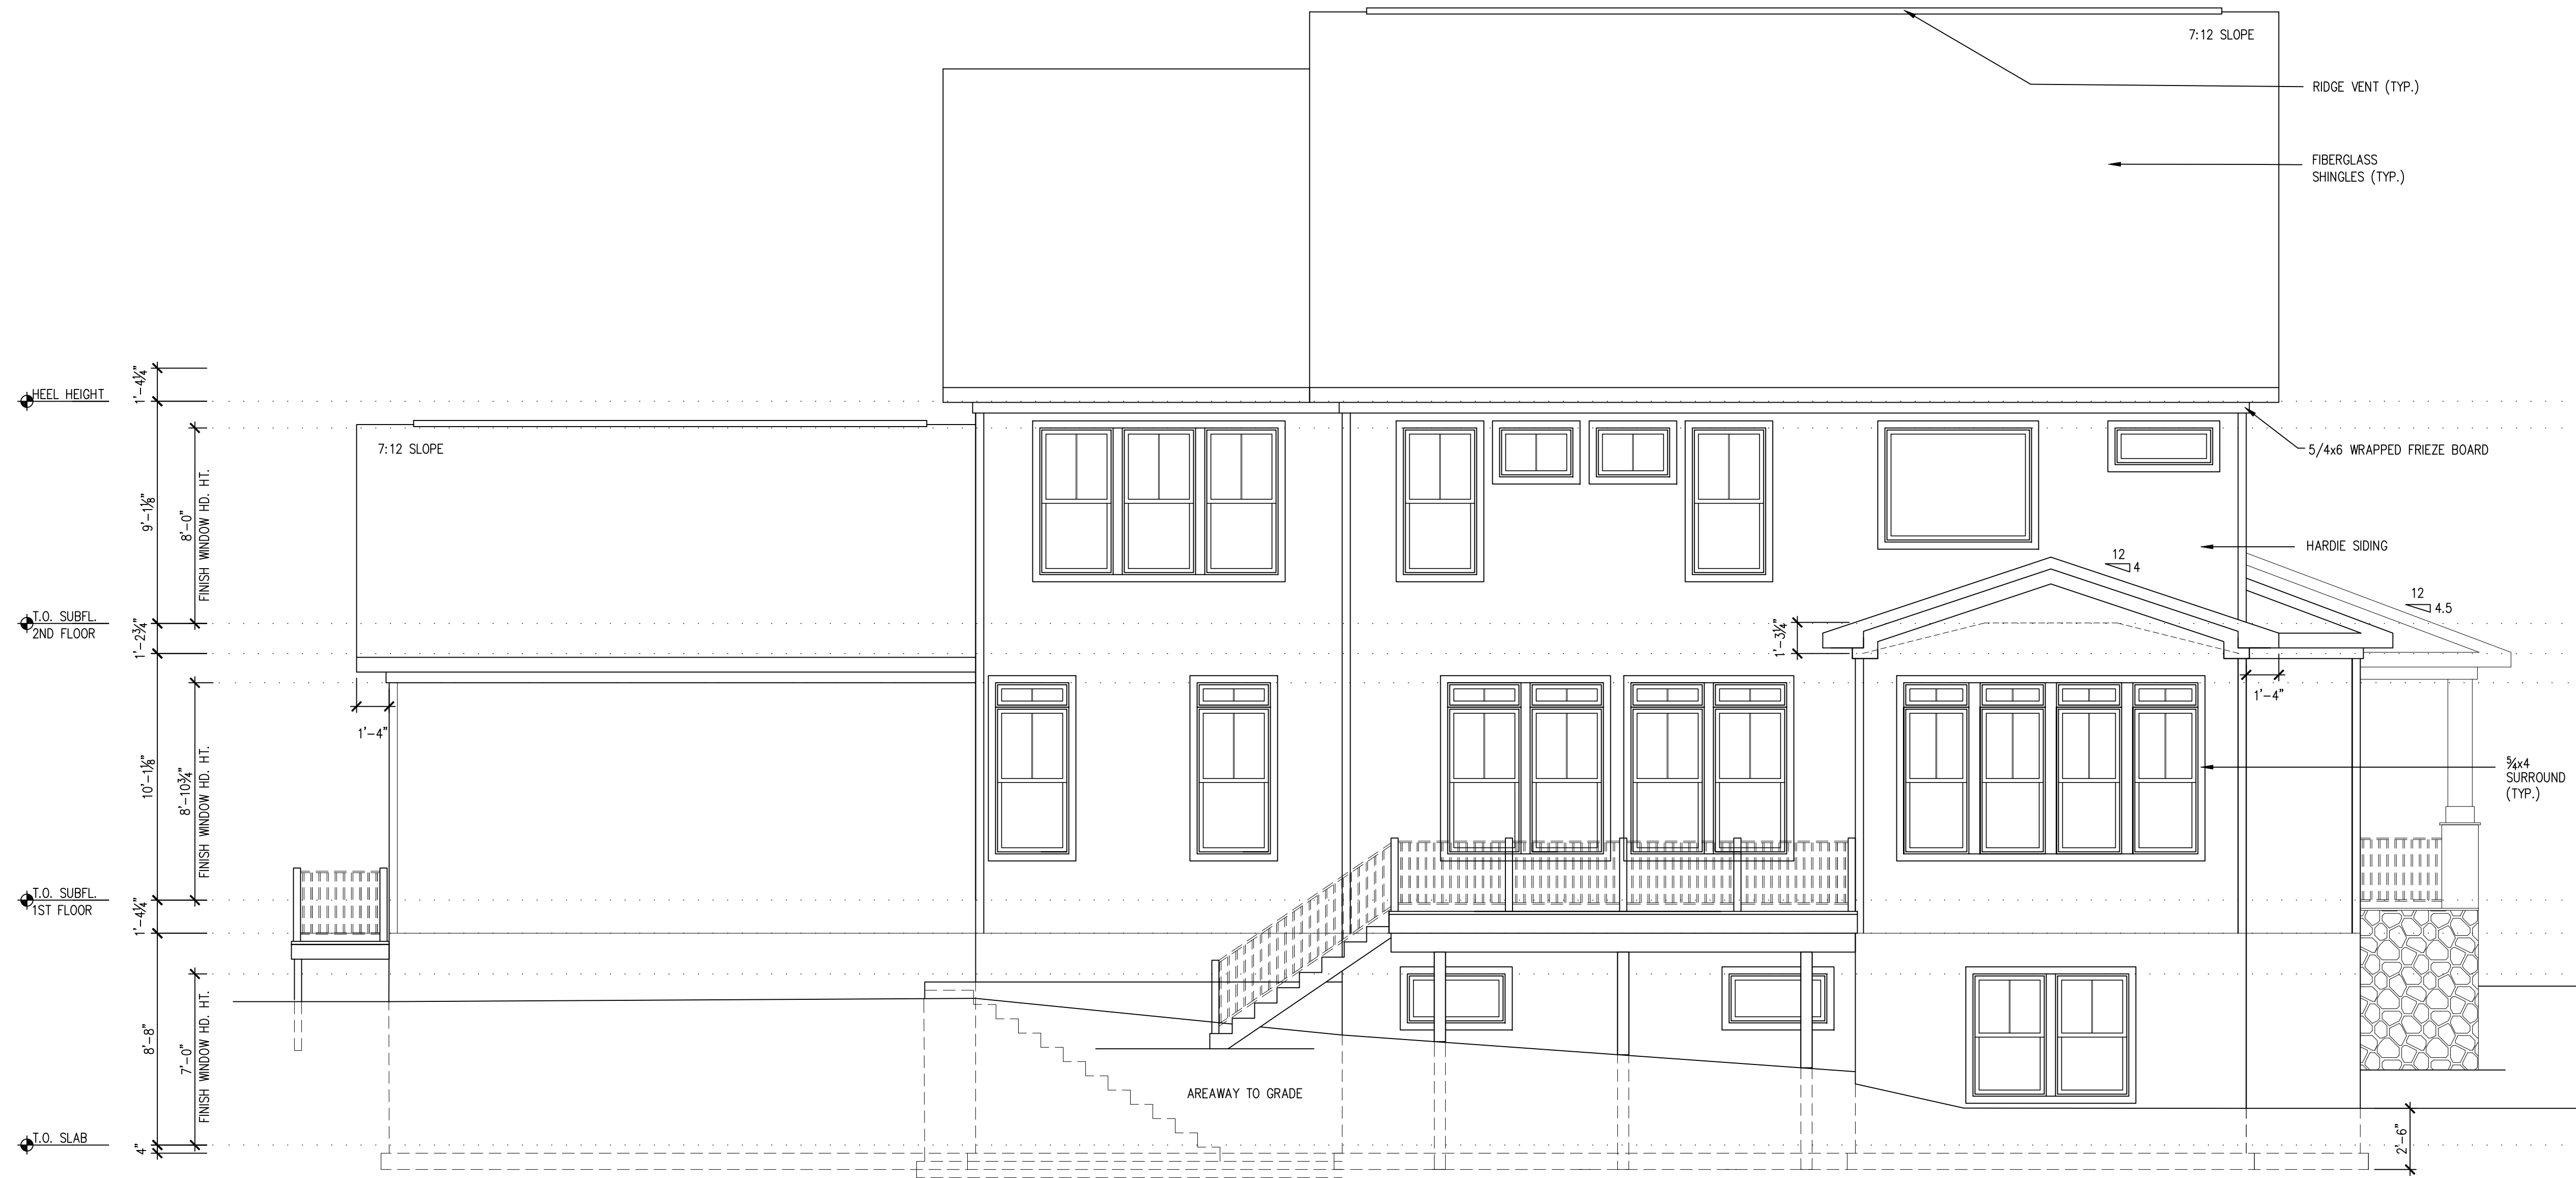 7:12 SLOPE
RIDGE VENT (TYP.)
FIBERGLASS
SHINGLES (TYP.)
1'-4¼"
HEEL HEIGHT
7:12 SLOPE
5/4x6 WRAPPED FRIEZE BOARD
9'-1⅛"
8'-0"
FINISH WINDOW HD. HT.
HARDIE SIDING
12
4
12
4.5
T.O. SUBFL.
2ND FLOOR
1'-2¾"
1'-3¼"
1'-4"
1'-4"
10'-1⅛"
8'-10¾"
FINISH WINDOW HD. HT.
5/4x4
SURROUND
(TYP.)
T.O. SUBFL.
1ST FLOOR
1'-4¼"
8'-8"
7'-0"
FINISH WINDOW HD. HT.
AREAWAY TO GRADE
T.O. SLAB
4"
2'-6"